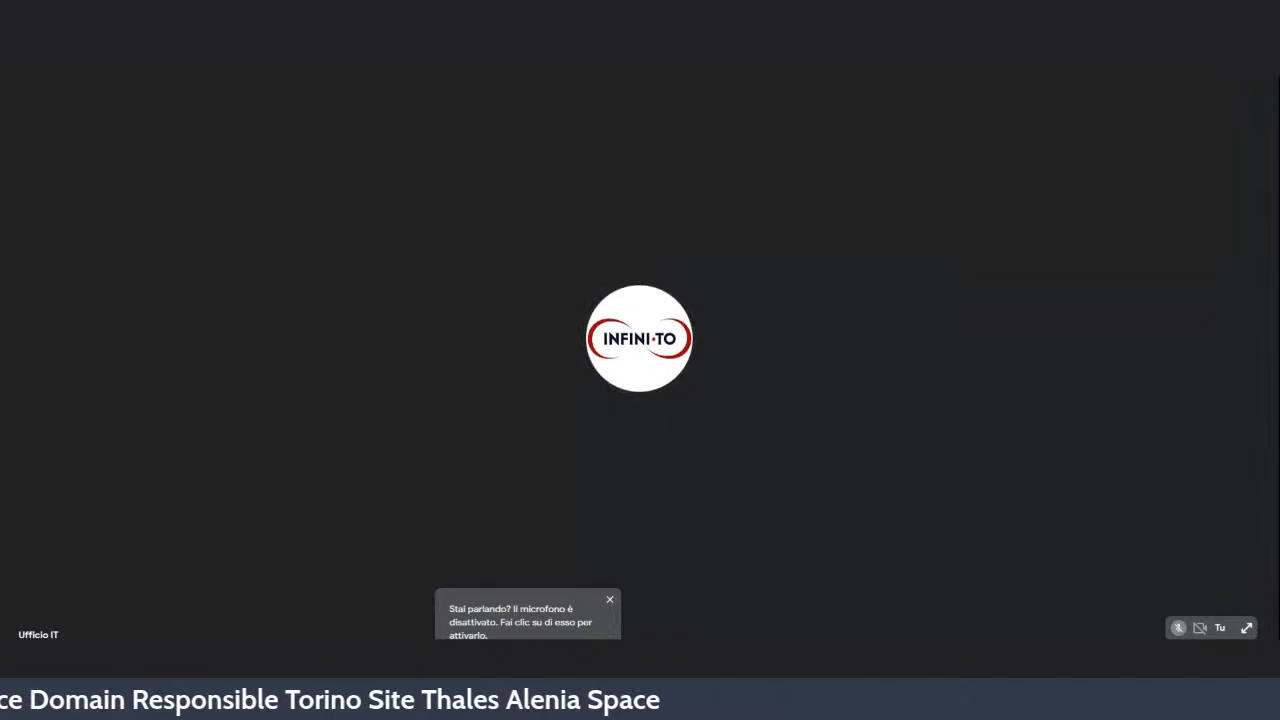 INFINI·TO
Stai parlando? Il microfono è
disattivato. Fai clic su di esso per
attivarlo.
Ufficio IT
Tu
ce Domain Responsible Torino Site Thales Alenia Space